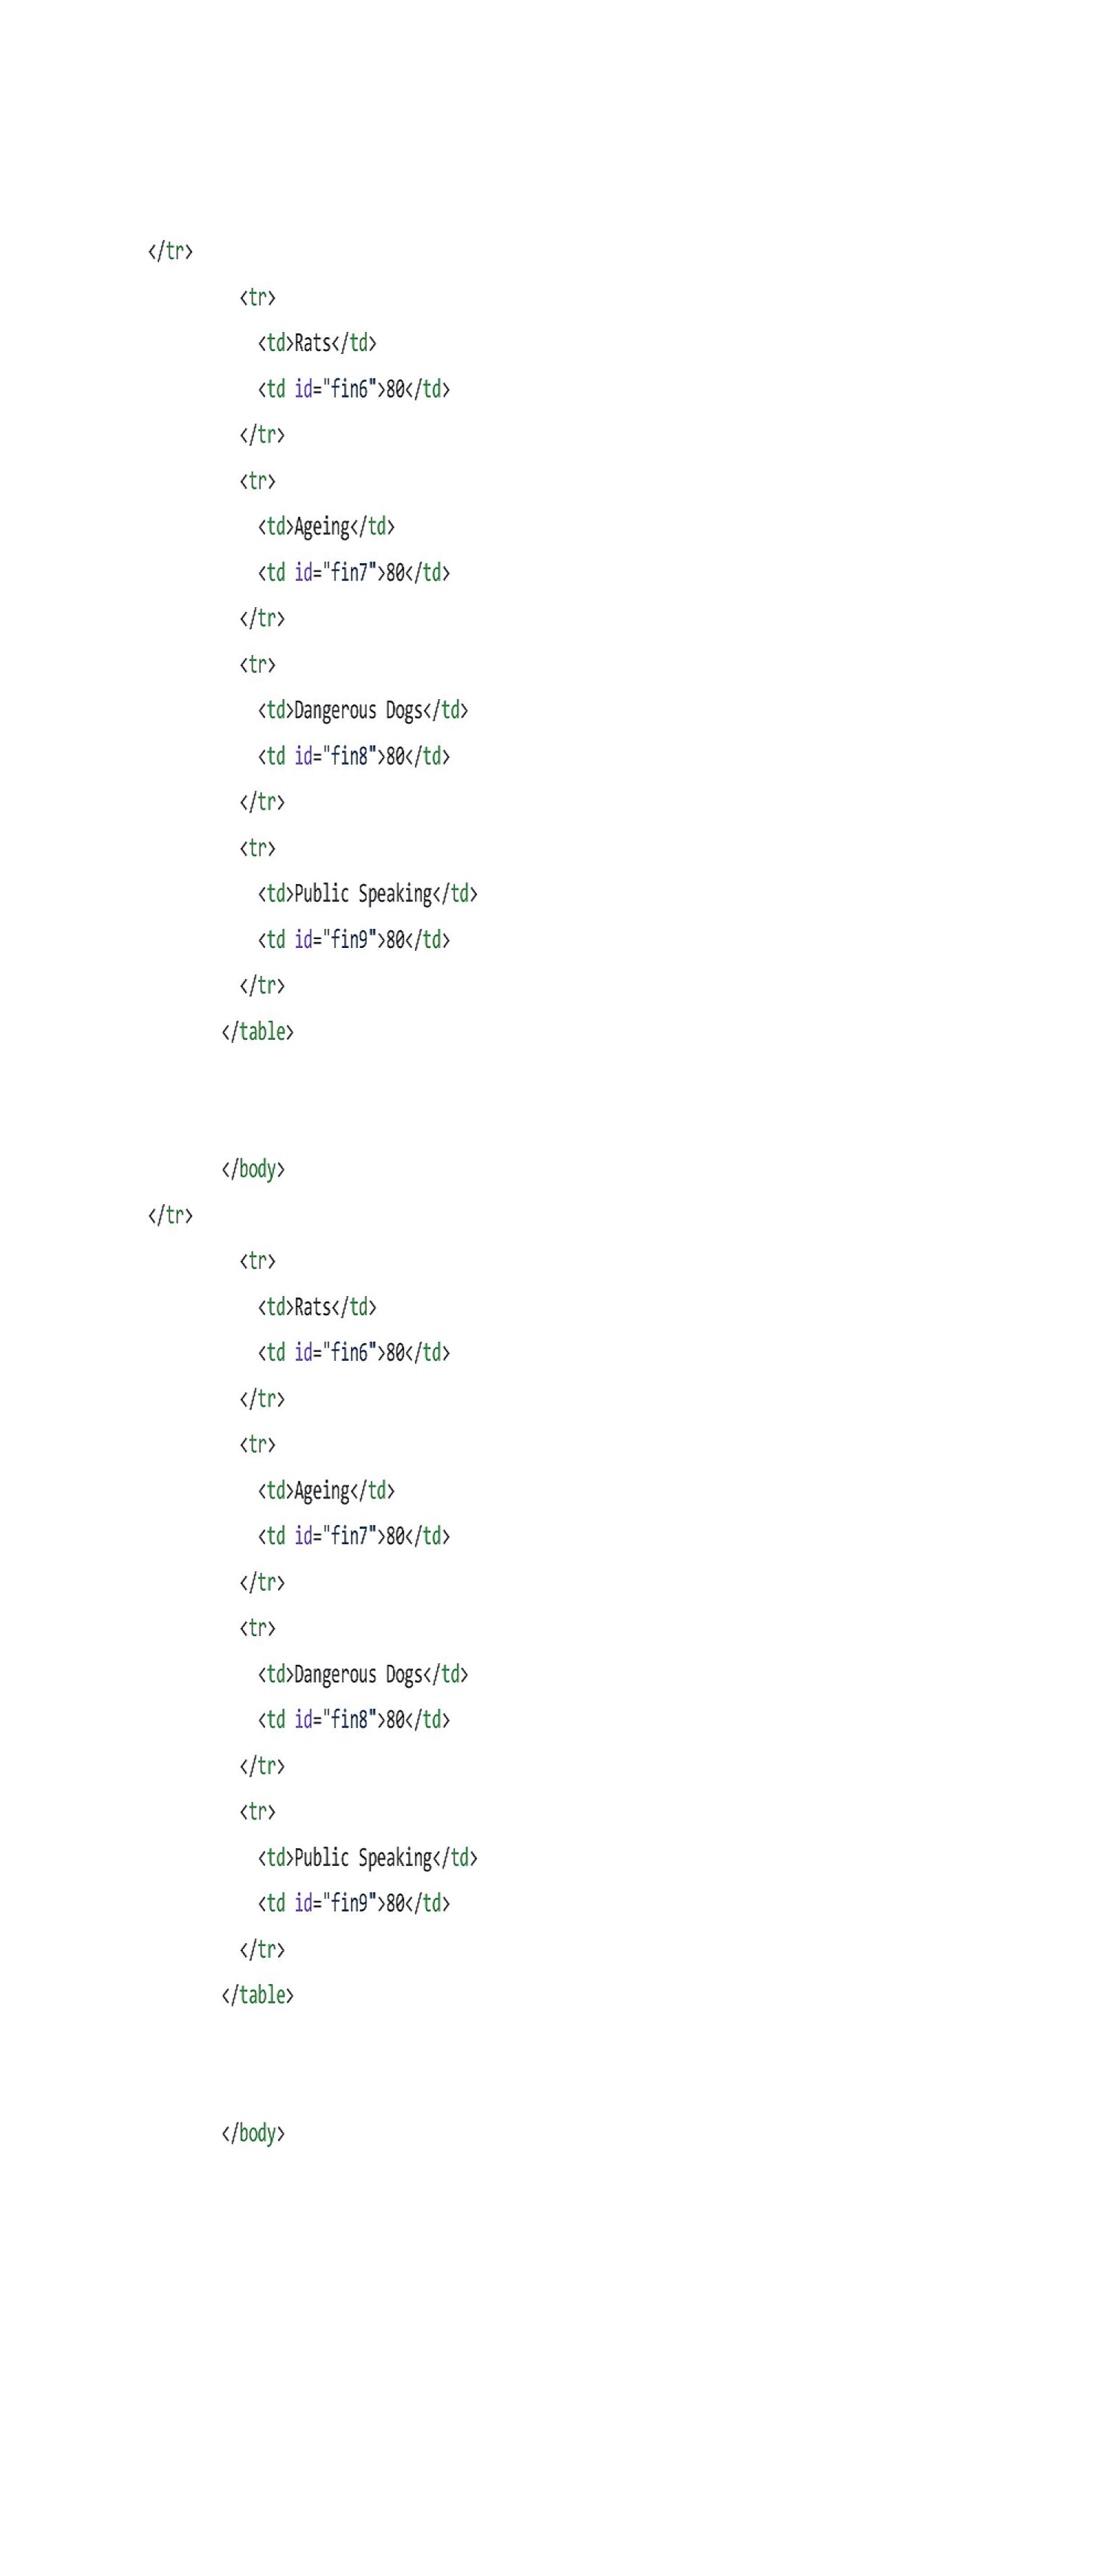 </tr>
<tr>
<td>Rats</td>
<td id="fin6">80</td>
</tr>
<tr>
<td>Ageing</td>
<td id="fin7">80</td>
</tr>
<tr>
<td>Dangerous Dogs</td>
<td id="fin8">80</td>
</tr>
<tr>
<td>Public Speaking</td>
<td id="fin9">80</td>
</tr>
</table>
</body>
</tr>
<tr>
<td>Rats</td>
<td id="fin6">80</td>
</tr>
<tr>
<td>Ageing</td>
<td id="fin7">80</td>
</tr>
<tr>
<td>Dangerous Dogs</td>
<td id="fin8">80</td>
</tr>
<tr>
<td>Public Speaking</td>
<td id="fin9">80</td>
</tr>
</table>
</body>